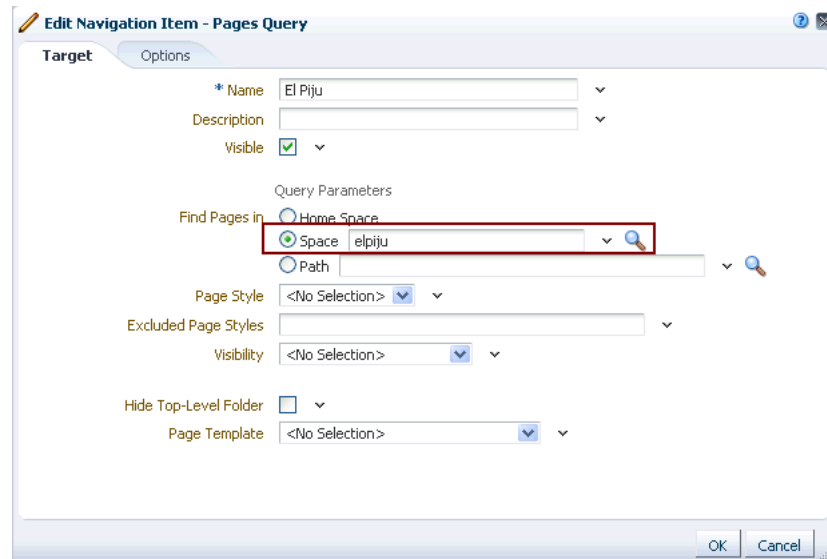 Edit Navigation Item - Pages Query
Target Options
* Name El Piju
Description
Visible
Query Parameters
Find Pages in Home Space
Space elpiju
Path
Page Style <No Selection>
Excluded Page Styles
Visibility <No Selection>
Hide Top-Level Folder
Page Template <No Selection>
OK Cancel